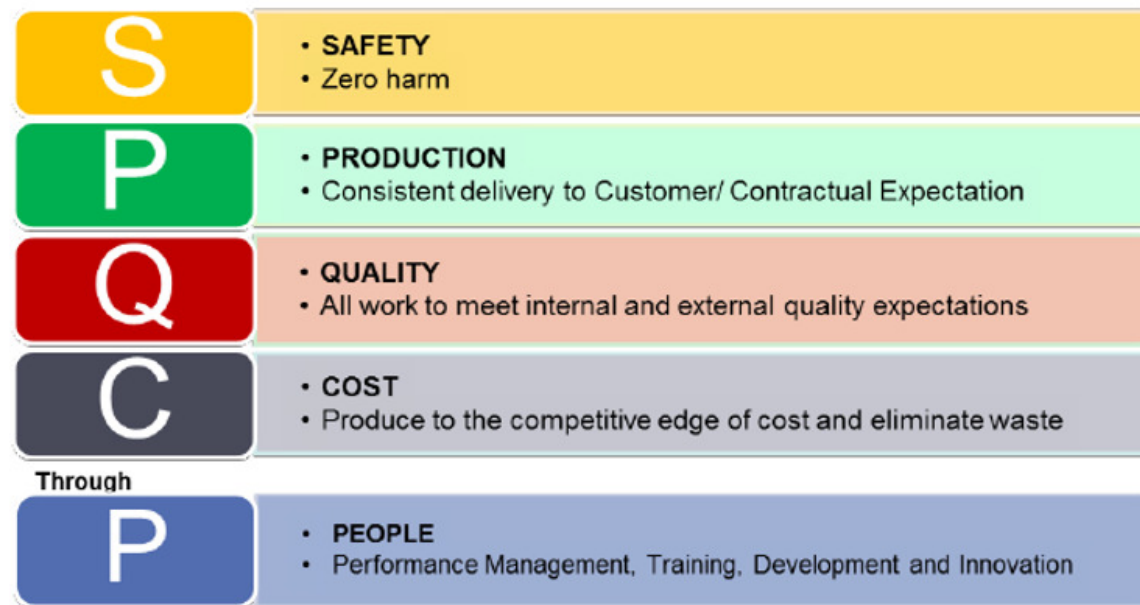 S
• SAFETY
• Zero harm
P
• PRODUCTION
• Consistent delivery to Customer/ Contractual Expectation
Q
• QUALITY
• All work to meet internal and external quality expectations
C
• COST
• Produce to the competitive edge of cost and eliminate waste
Through
P
• PEOPLE
• Performance Management, Training, Development and Innovation